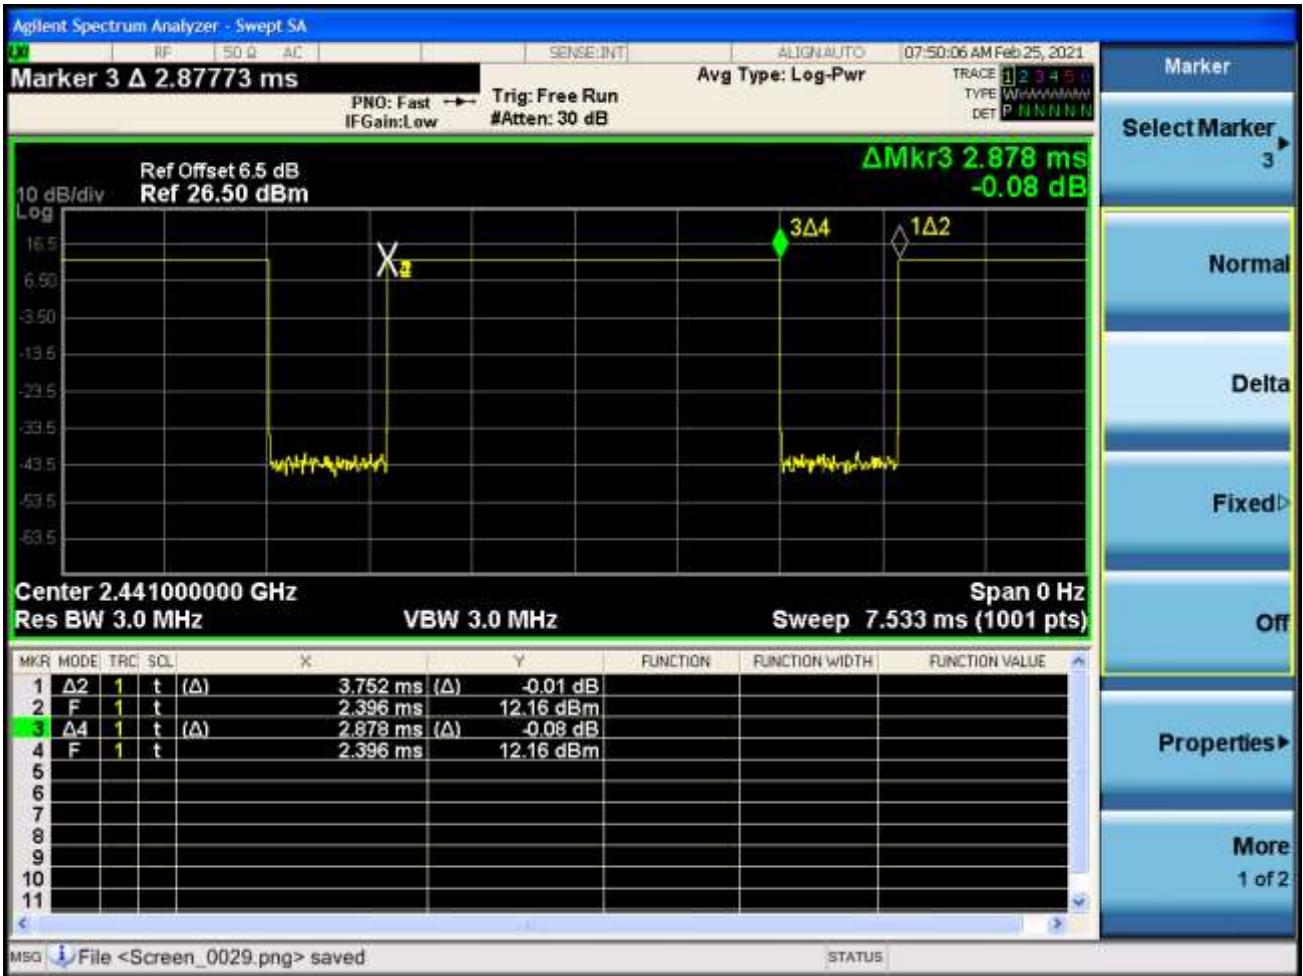 Agilent Spectrum Analyzer - Swept SA
LXI RF 50 Ω AC SENSE:INT ALIGNAUTO 07:50:06 AM Feb 25, 2021
Marker 3 Δ 2.87773 ms
PNO: Fast
IFGain:Low
Trig: Free Run
#Atten: 30 dB
Avg Type: Log-Pwr
TRACE 1 2 3 4 5 6
TYPE
DET P N N N N N
ΔMkr3 2.878 ms
-0.08 dB
Ref Offset 6.5 dB
10 dB/div Ref 26.50 dBm
Log
3Δ4
1Δ2
16.5
6.50
-3.50
-13.5
-23.5
-33.5
-43.5
-53.5
-63.5
Center 2.441000000 GHz Span 0 Hz
Res BW 3.0 MHz VBW 3.0 MHz Sweep 7.533 ms (1001 pts)
MKR MODE TRC SCL X Y FUNCTION FUNCTION WIDTH FUNCTION VALUE
1 Δ2 1 t (Δ) 3.752 ms (Δ) -0.01 dB
2 F 1 t 2.396 ms 12.16 dBm
3 Δ4 1 t (Δ) 2.878 ms (Δ) -0.08 dB
4 F 1 t 2.396 ms 12.16 dBm
5
6
7
8
9
10
11
MSG File <Screen_0029.png> saved STATUS
Marker
Select Marker
3
Normal
Delta
Fixed
Off
Properties
More
1 of 2